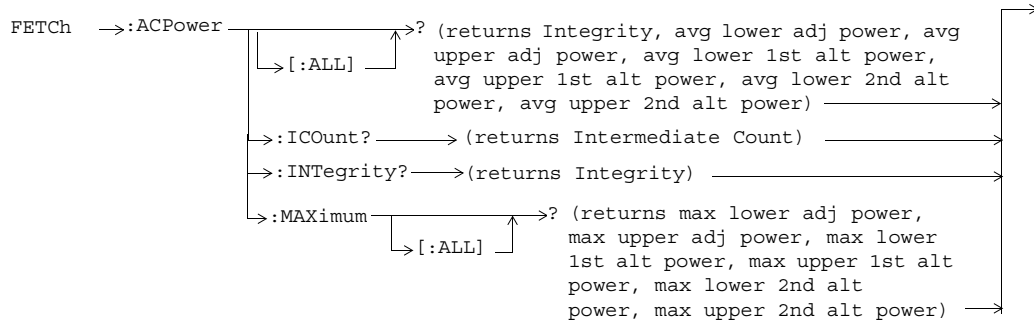 FETCh :ACPower ? (returns Integrity, avg lower adj power, avg
[:ALL] upper adj power, avg lower 1st alt power,
avg upper 1st alt power, avg lower 2nd alt
power, avg upper 2nd alt power)
:ICOunt? (returns Intermediate Count)
:INTegrity? (returns Integrity)
:MAXimum ? (returns max lower adj power,
[:ALL] max upper adj power, max lower
1st alt power, max upper 1st alt
power, max lower 2nd alt
power, max upper 2nd alt power)